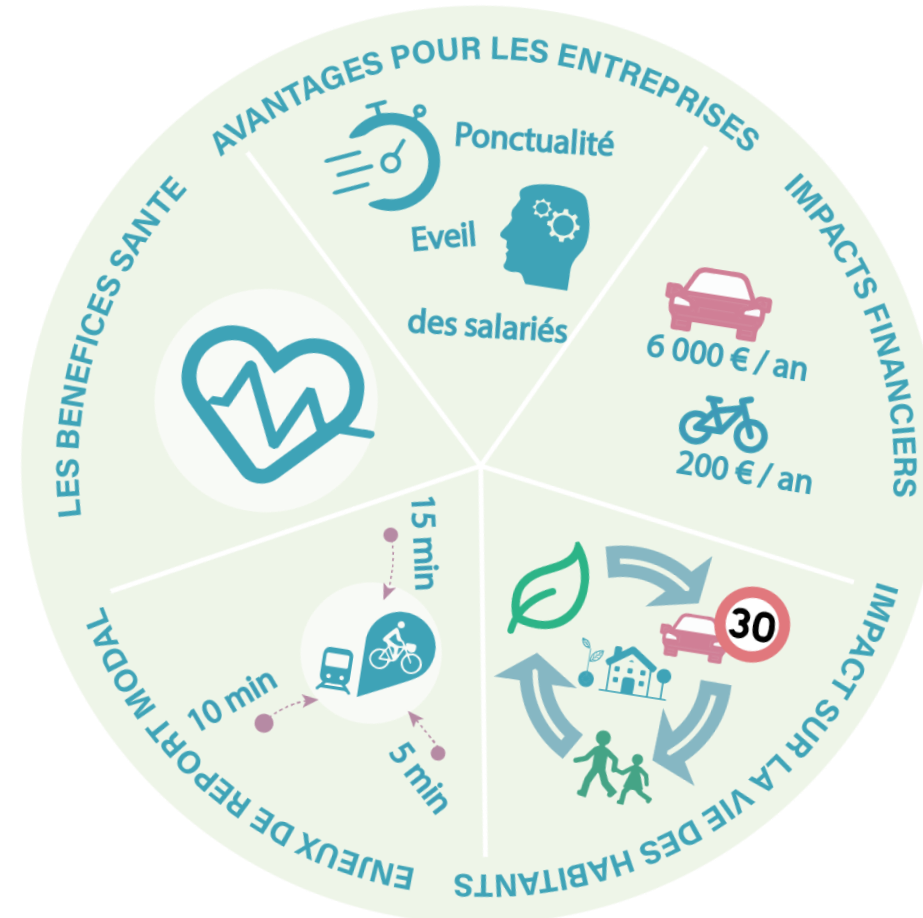 AVANTAGES POUR LES ENTREPRISES
Ponctualité
Eveil
des salariés
IMPACTS FINANCIERS
6 000 € / an
200 € / an
IMPACT SUR LA VIE DES HABITANTS
30
ENJEUX DE REPORT MODAL
15 min
10 min
5 min
LES BENEFICES SANTE